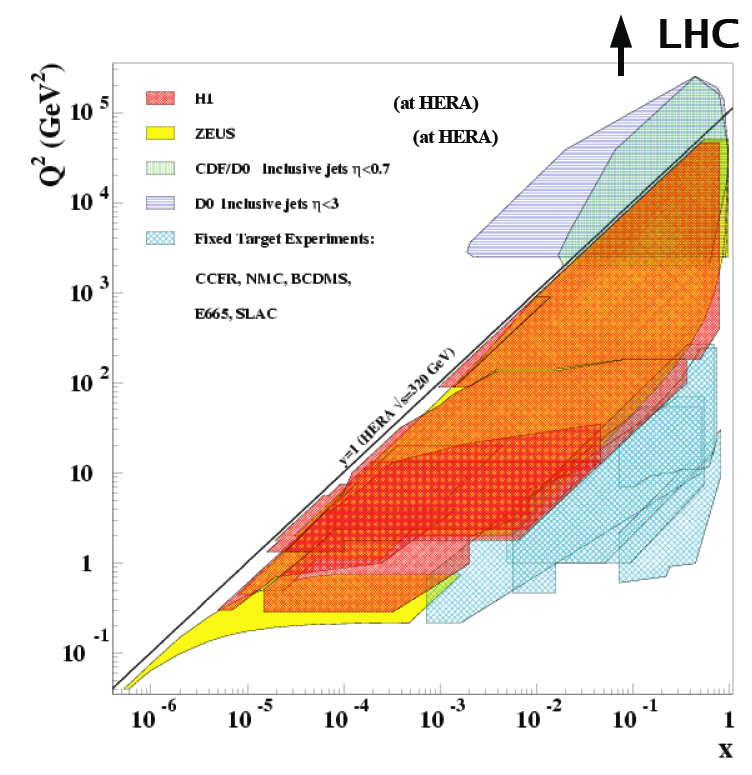 LHC
Q² (GeV²)
H1 (at HERA)
ZEUS (at HERA)
CDF/D0 Inclusive jets η<0.7
D0 Inclusive jets η<3
Fixed Target Experiments:
CCFR, NMC, BCDMS,
E665, SLAC
y=1 (HERA √s=320 GeV)
10⁵
10⁴
10³
10²
10
1
10⁻¹
10⁻⁶ 10⁻⁵ 10⁻⁴ 10⁻³ 10⁻² 10⁻¹ 1
x